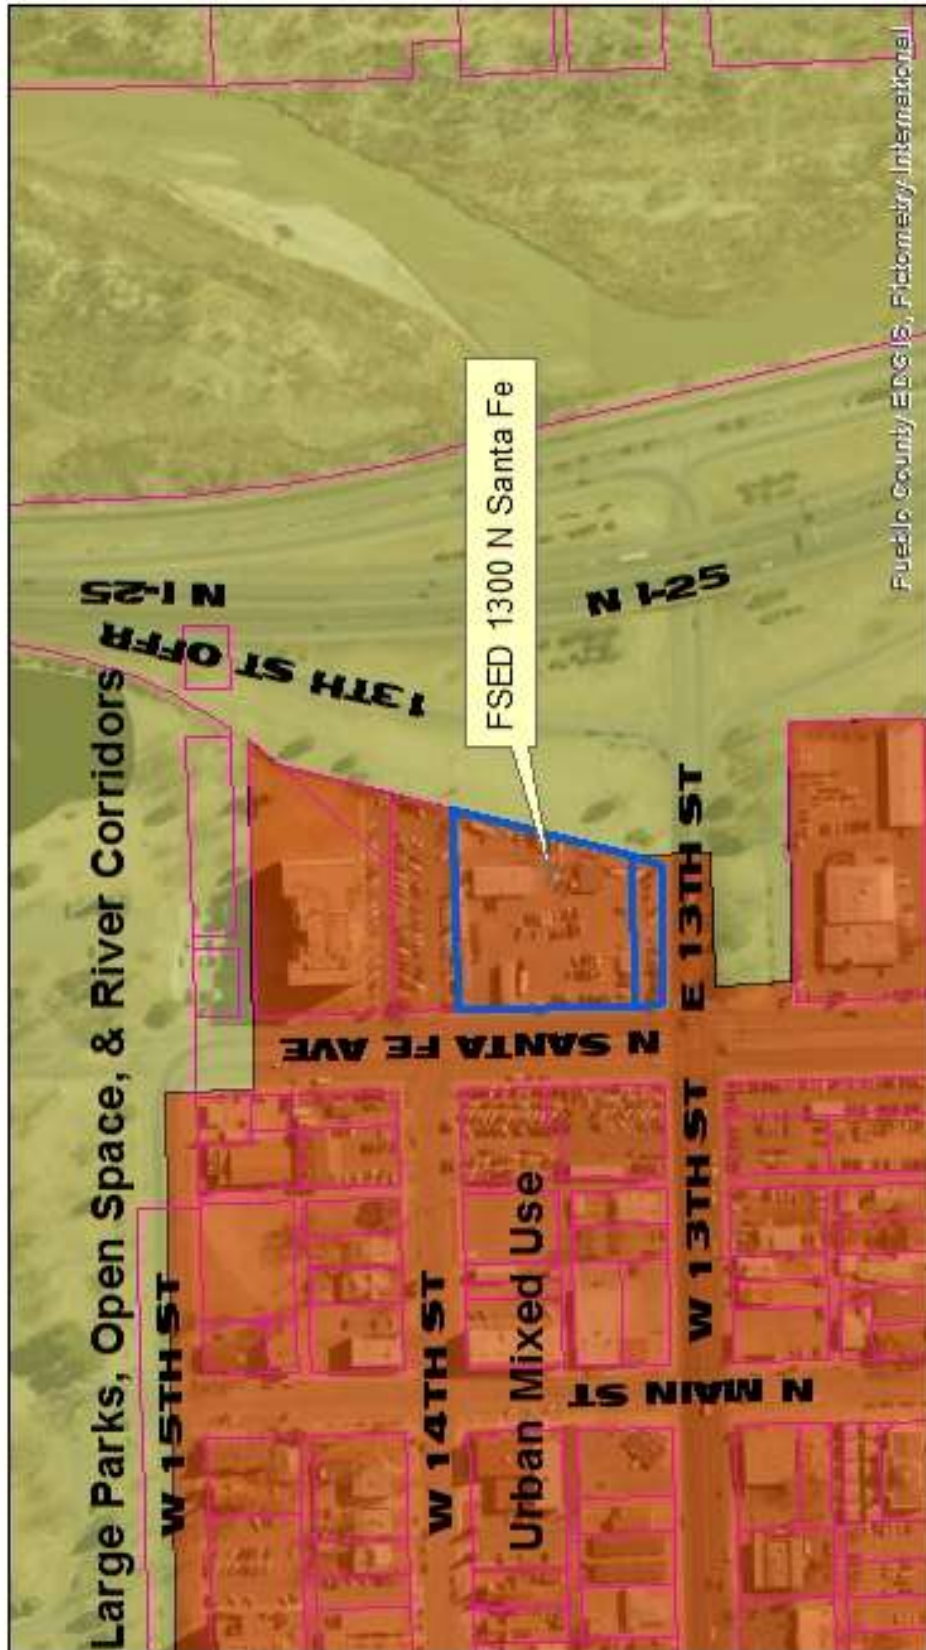 Large Parks, Open Space, & River Corridors
W 15TH ST
N I-25
13TH ST OFFR
FSED 1300 N Santa Fe
N I-25
N SANTA FE AVE
W 14TH ST
Urban Mixed Use
N MAIN ST
W 13TH ST
E 13TH ST
Pueblo County EDGIS, Pictometry International